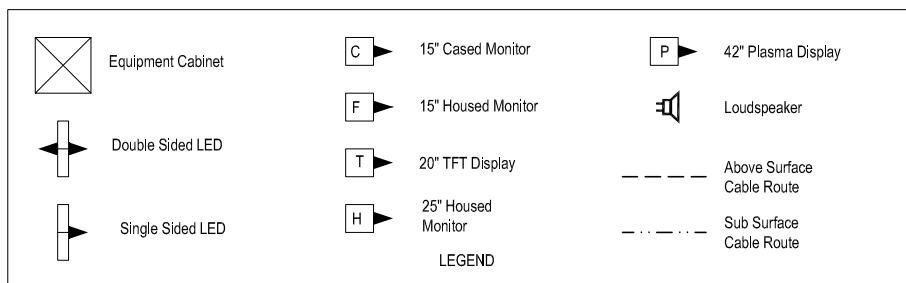 Equipment Cabinet
Double Sided LED
Single Sided LED
C
15" Cased Monitor
F
15" Housed Monitor
T
20" TFT Display
H
25" Housed
Monitor
P
42" Plasma Display
Loudspeaker
Above Surface
Cable Route
Sub Surface
Cable Route
LEGEND